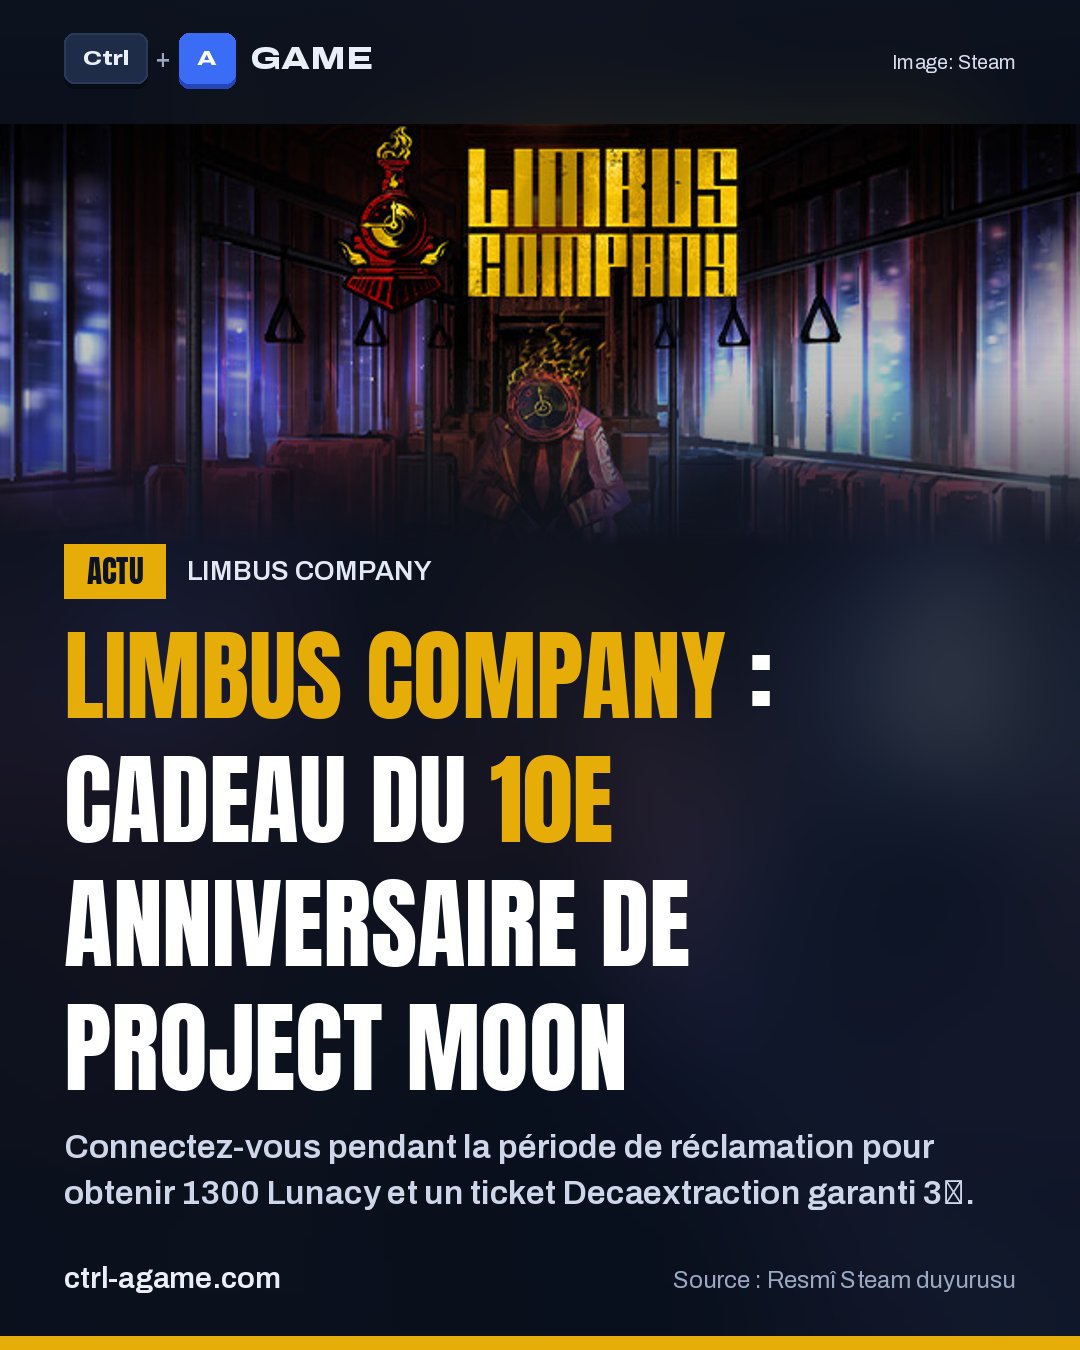 Ctrl + A GAME
Image: Steam
LIMBUS
COMPANY
ACTU
LIMBUS COMPANY
LIMBUS COMPANY :
CADEAU DU 10E
ANNIVERSAIRE DE
PROJECT MOON
Connectez-vous pendant la période de réclamation pour
obtenir 1300 Lunacy et un ticket Decaextraction garanti 3☒.
ctrl-agame.com
Source : Resmî Steam duyurusu